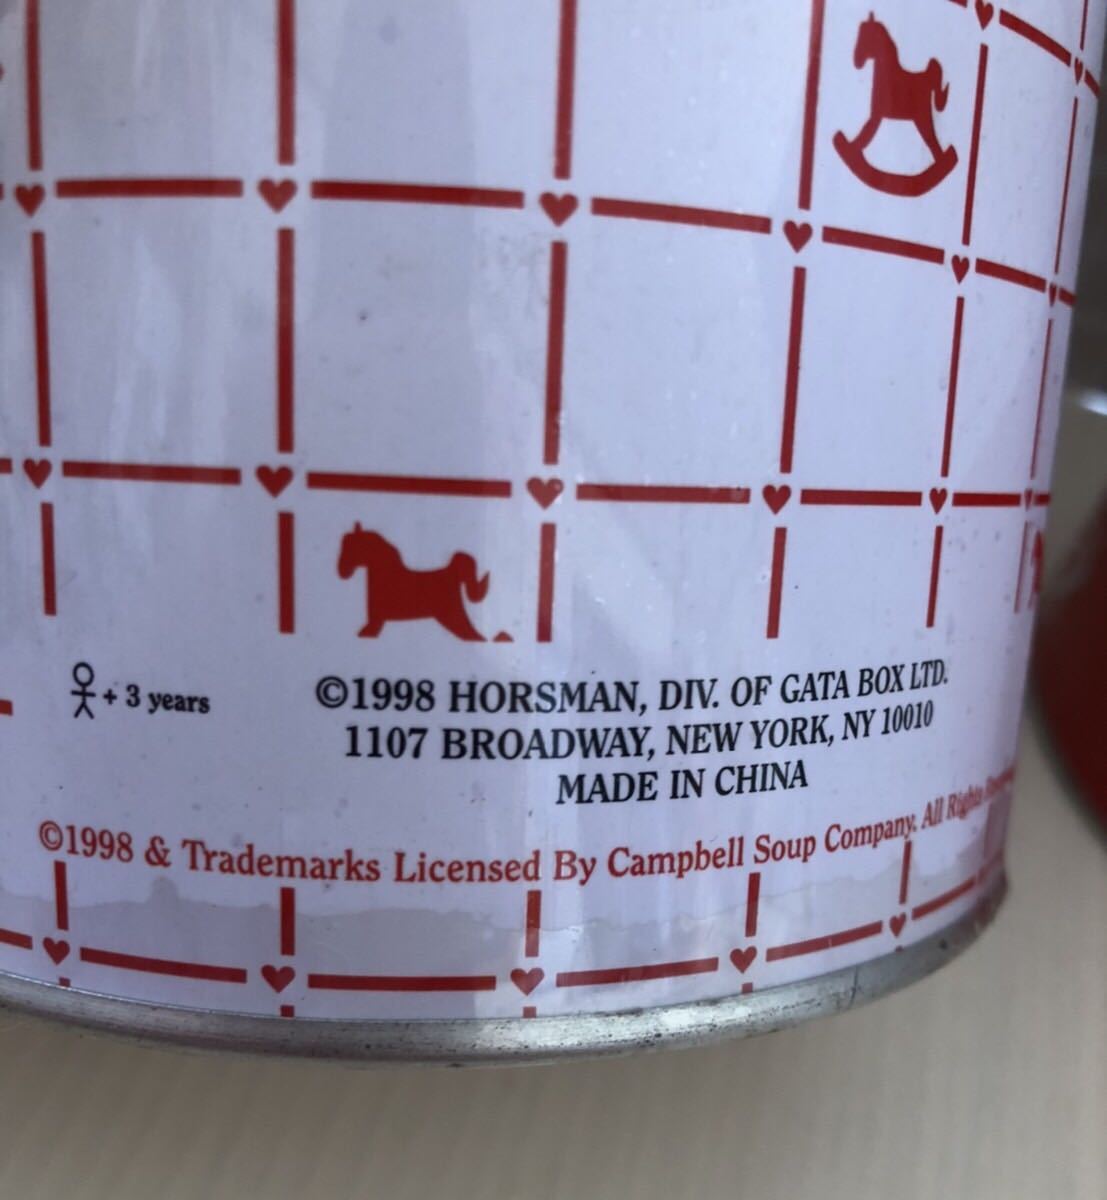 + 3 years
©1998 HORSMAN, DIV. OF GATA BOX LTD.
1107 BROADWAY, NEW YORK, NY 10010
MADE IN CHINA
©1998 & Trademarks Licensed By Campbell Soup Company. All Rights